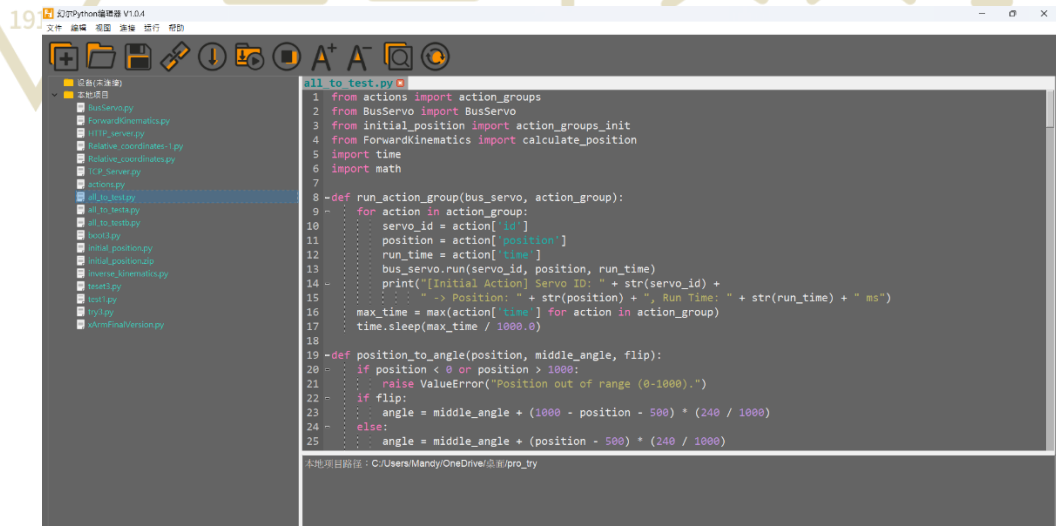 191
幻尔Python编辑器 V1.0.4
文件 编辑 视图 连接 运行 帮助
设备(未连接)
本地项目
BusServo.py
ForwardKinematics.py
HTTP_server.py
Relative_coordinates-1.py
Relative_coordinates.py
TCP_Server.py
actions.py
all_to_test.py
all_to_testa.py
all_to_testb.py
boot3.py
initial_position.py
initial_position.zip
inverse_kinematics.py
teset3.py
test1.py
try3.py
xArmFinalVersion.py
all_to_test.py
1 from actions import action_groups
2 from BusServo import BusServo
3 from initial_position import action_groups_init
4 from ForwardKinematics import calculate_position
5 import time
6 import math
7
8 def run_action_group(bus_servo, action_group):
9 for action in action_group:
10 servo_id = action['id']
11 position = action['position']
12 run_time = action['time']
13 bus_servo.run(servo_id, position, run_time)
14 print("[Initial Action] Servo ID: " + str(servo_id) +
15 " -> Position: " + str(position) + ", Run Time: " + str(run_time) + " ms")
16 max_time = max(action['time'] for action in action_group)
17 time.sleep(max_time / 1000.0)
18
19 def position_to_angle(position, middle_angle, flip):
20 if position < 0 or position > 1000:
21 raise ValueError("Position out of range (0-1000).")
22 if flip:
23 angle = middle_angle + (1000 - position - 500) * (240 / 1000)
24 else:
25 angle = middle_angle + (position - 500) * (240 / 1000)
本地项目路径：C:/Users/Mandy/OneDrive/桌面/pro_try